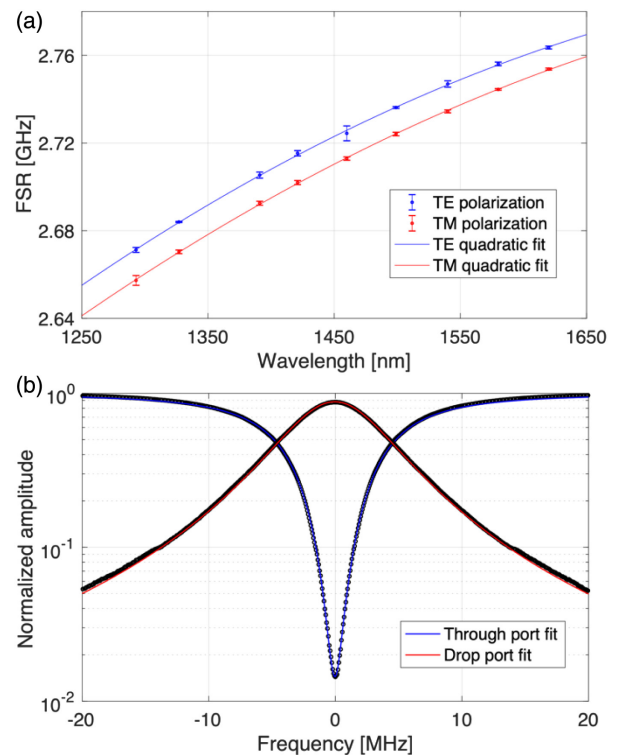 (a)
2.76
2.72
2.68
2.64
FSR [GHz]
TE polarization
TM polarization
TE quadratic fit
TM quadratic fit
1250 1350 1450 1550 1650
Wavelength [nm]
(b)
10^0
10^-1
10^-2
Normalized amplitude
Through port fit
Drop port fit
-20 -10 0 10 20
Frequency [MHz]